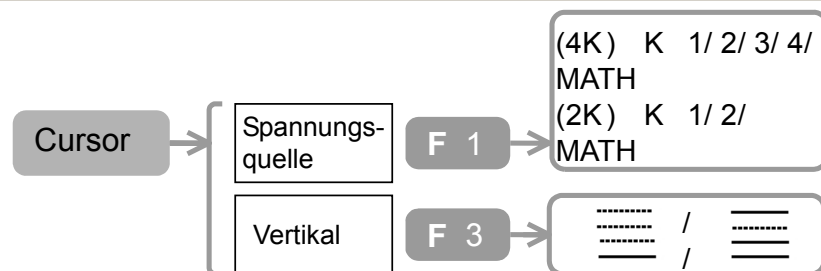 Cursor
Spannungs-
quelle
F 1
(4K) K 1/ 2/ 3/ 4/
MATH
(2K) K 1/ 2/
MATH
Vertikal
F 3
/
/